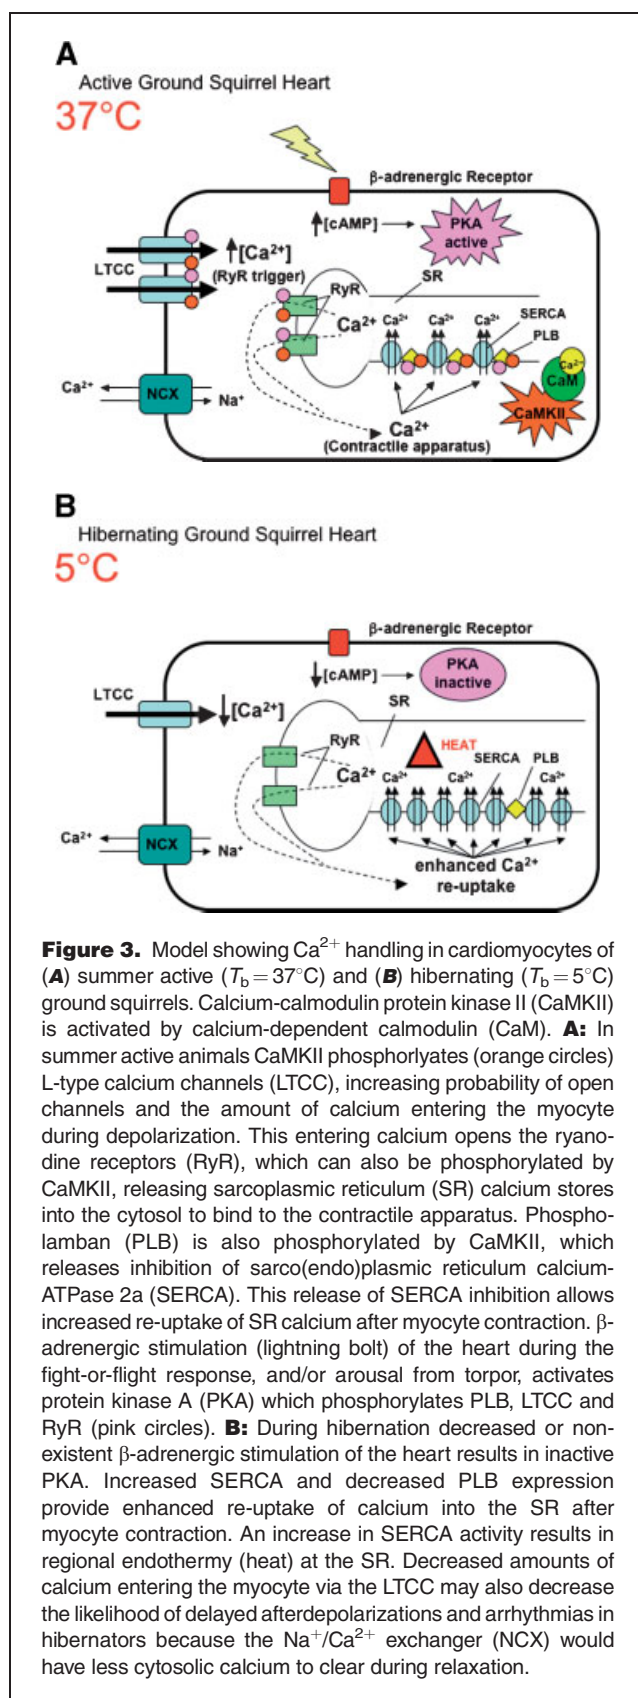 A
Active Ground Squirrel Heart
37°C
β-adrenergic Receptor
[cAMP]
PKA
active
LTCC
[Ca²⁺]
(RyR trigger)
RyR
SR
Ca²⁺
Ca²⁺
Ca²⁺
Ca²⁺
SERCA
PLB
Ca²⁺
CaM
CaMKII
Ca²⁺
NCX
Na⁺
Ca²⁺
(Contractile apparatus)
B
Hibernating Ground Squirrel Heart
5°C
β-adrenergic Receptor
[cAMP]
PKA
inactive
LTCC
[Ca²⁺]
SR
RyR
HEAT
Ca²⁺
Ca²⁺
Ca²⁺
SERCA
PLB
Ca²⁺
Ca²⁺
NCX
Na⁺
enhanced Ca²⁺
re-uptake
Figure 3. Model showing Ca²⁺ handling in cardiomyocytes of
(A) summer active (Tb = 37°C) and (B) hibernating (Tb = 5°C)
ground squirrels. Calcium-calmodulin protein kinase II (CaMKII)
is activated by calcium-dependent calmodulin (CaM). A: In
summer active animals CaMKII phosphorlyates (orange circles)
L-type calcium channels (LTCC), increasing probability of open
channels and the amount of calcium entering the myocyte
during depolarization. This entering calcium opens the ryano-
dine receptors (RyR), which can also be phosphorylated by
CaMKII, releasing sarcoplasmic reticulum (SR) calcium stores
into the cytosol to bind to the contractile apparatus. Phospho-
lamban (PLB) is also phosphorylated by CaMKII, which
releases inhibition of sarco(endo)plasmic reticulum calcium-
ATPase 2a (SERCA). This release of SERCA inhibition allows
increased re-uptake of SR calcium after myocyte contraction. β-
adrenergic stimulation (lightning bolt) of the heart during the
fight-or-flight response, and/or arousal from torpor, activates
protein kinase A (PKA) which phosphorylates PLB, LTCC and
RyR (pink circles). B: During hibernation decreased or non-
existent β-adrenergic stimulation of the heart results in inactive
PKA. Increased SERCA and decreased PLB expression
provide enhanced re-uptake of calcium into the SR after
myocyte contraction. An increase in SERCA activity results in
regional endothermy (heat) at the SR. Decreased amounts of
calcium entering the myocyte via the LTCC may also decrease
the likelihood of delayed afterdepolarizations and arrhythmias in
hibernators because the Na⁺/Ca²⁺ exchanger (NCX) would
have less cytosolic calcium to clear during relaxation.